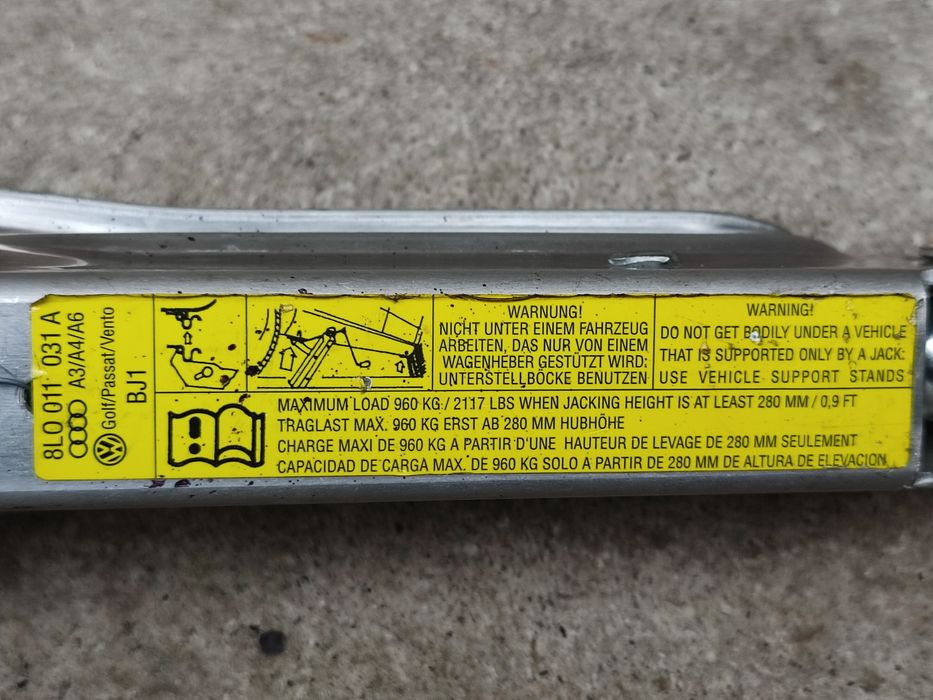 8L0 011 031 A
A3/A4/A6
Golf/Passat/Vento
BJ1
WARNUNG!
NICHT UNTER EINEM FAHRZEUG
ARBEITEN, DAS NUR VON EINEM
WAGENHEBER GESTÜTZT WIRD:
UNTERSTELLBÖCKE BENUTZEN
WARNING!
DO NOT GET BODILY UNDER A VEHICLE
THAT IS SUPPORTED ONLY BY A JACK:
USE VEHICLE SUPPORT STANDS
MAXIMUM LOAD 960 KG / 2117 LBS WHEN JACKING HEIGHT IS AT LEAST 280 MM / 0,9 FT
TRAGLAST MAX. 960 KG ERST AB 280 MM HUBHÖHE
CHARGE MAXI DE 960 KG A PARTIR D'UNE HAUTEUR DE LEVAGE DE 280 MM SEULEMENT
CAPACIDAD DE CARGA MAX. DE 960 KG SOLO A PARTIR DE 280 MM DE ALTURA DE ELEVACION